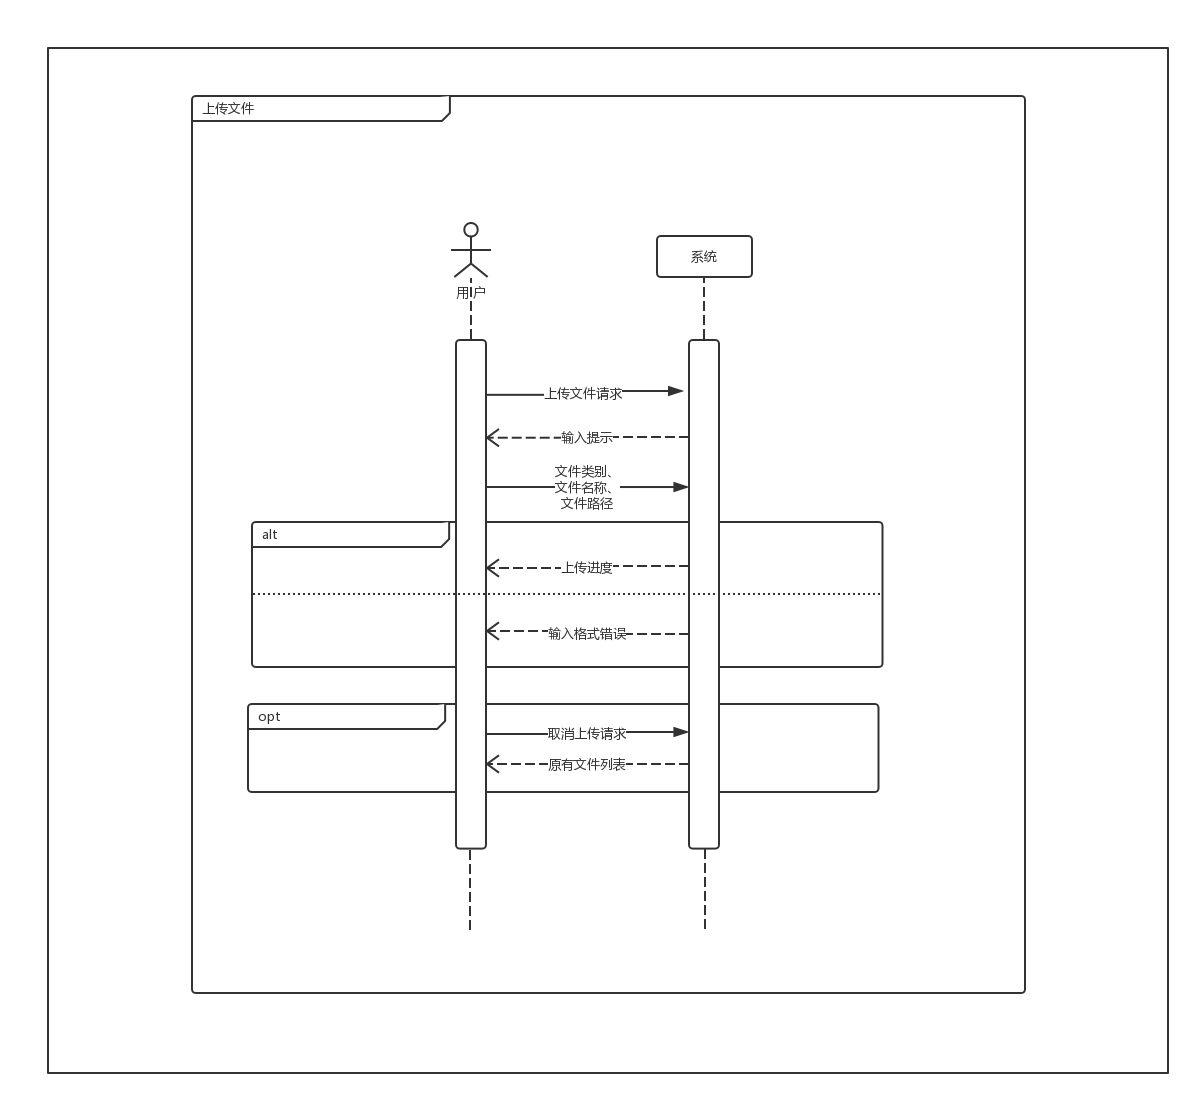 上传文件
系统
用户
上传文件请求
输入提示
文件类别、
文件名称、
文件路径
alt
上传进度
输入格式错误
opt
取消上传请求
原有文件列表